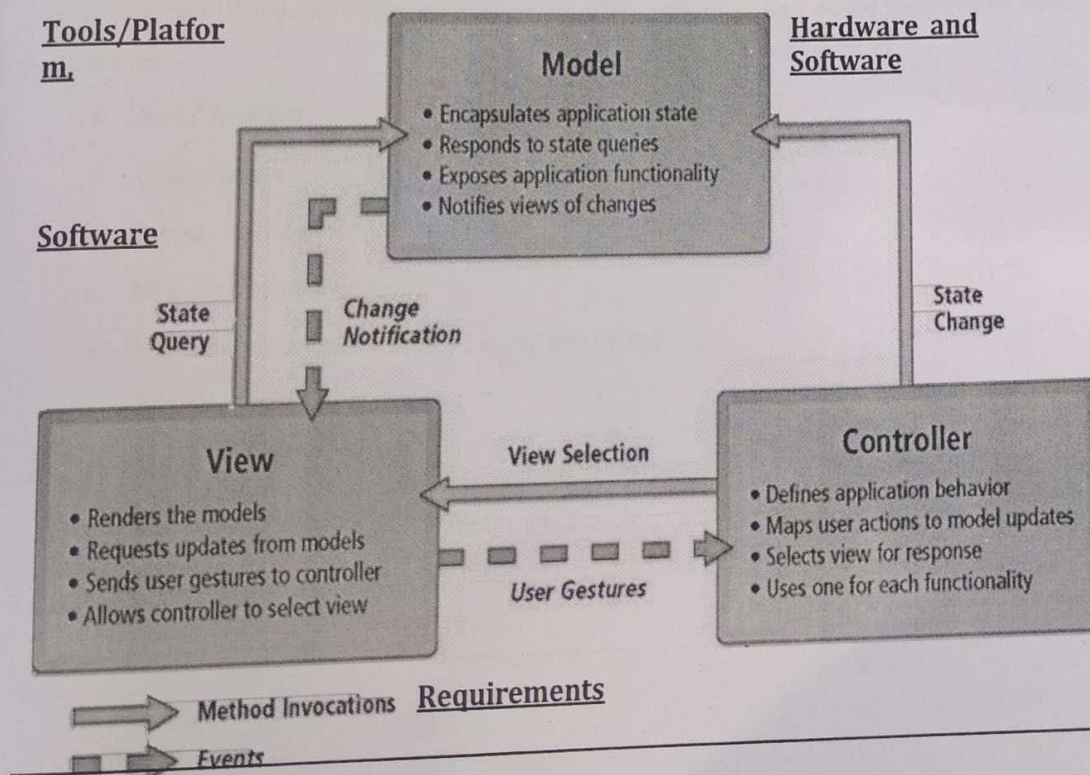 Tools/Platfor
m,
Hardware and
Software
Model
• Encapsulates application state
• Responds to state queries
• Exposes application functionality
• Notifies views of changes
Software
State
Query
Change
Notification
State
Change
View
• Renders the models
• Requests updates from models
• Sends user gestures to controller
• Allows controller to select view
View Selection
User Gestures
Controller
• Defines application behavior
• Maps user actions to model updates
• Selects view for response
• Uses one for each functionality
Method Invocations
Requirements
Events